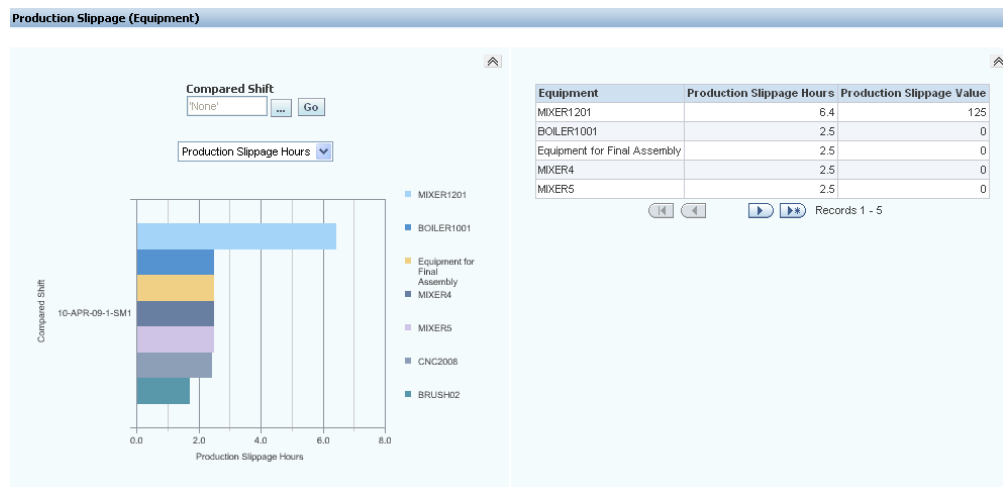 Production Slippage (Equipment)
Compared Shift
'None'
... Go
Production Slippage Hours
MIXER1201
BOILER1001
Equipment for
Final
Assembly
MIXER4
MIXER5
CNC2008
BRUSH02
Compared Shift
10-APR-09-1-SM1
0.0 2.0 4.0 6.0 8.0
Production Slippage Hours
Equipment Production Slippage Hours Production Slippage Value
MIXER1201 6.4 125
BOILER1001 2.5 0
Equipment for Final Assembly 2.5 0
MIXER4 2.5 0
MIXER5 2.5 0
Records 1 - 5